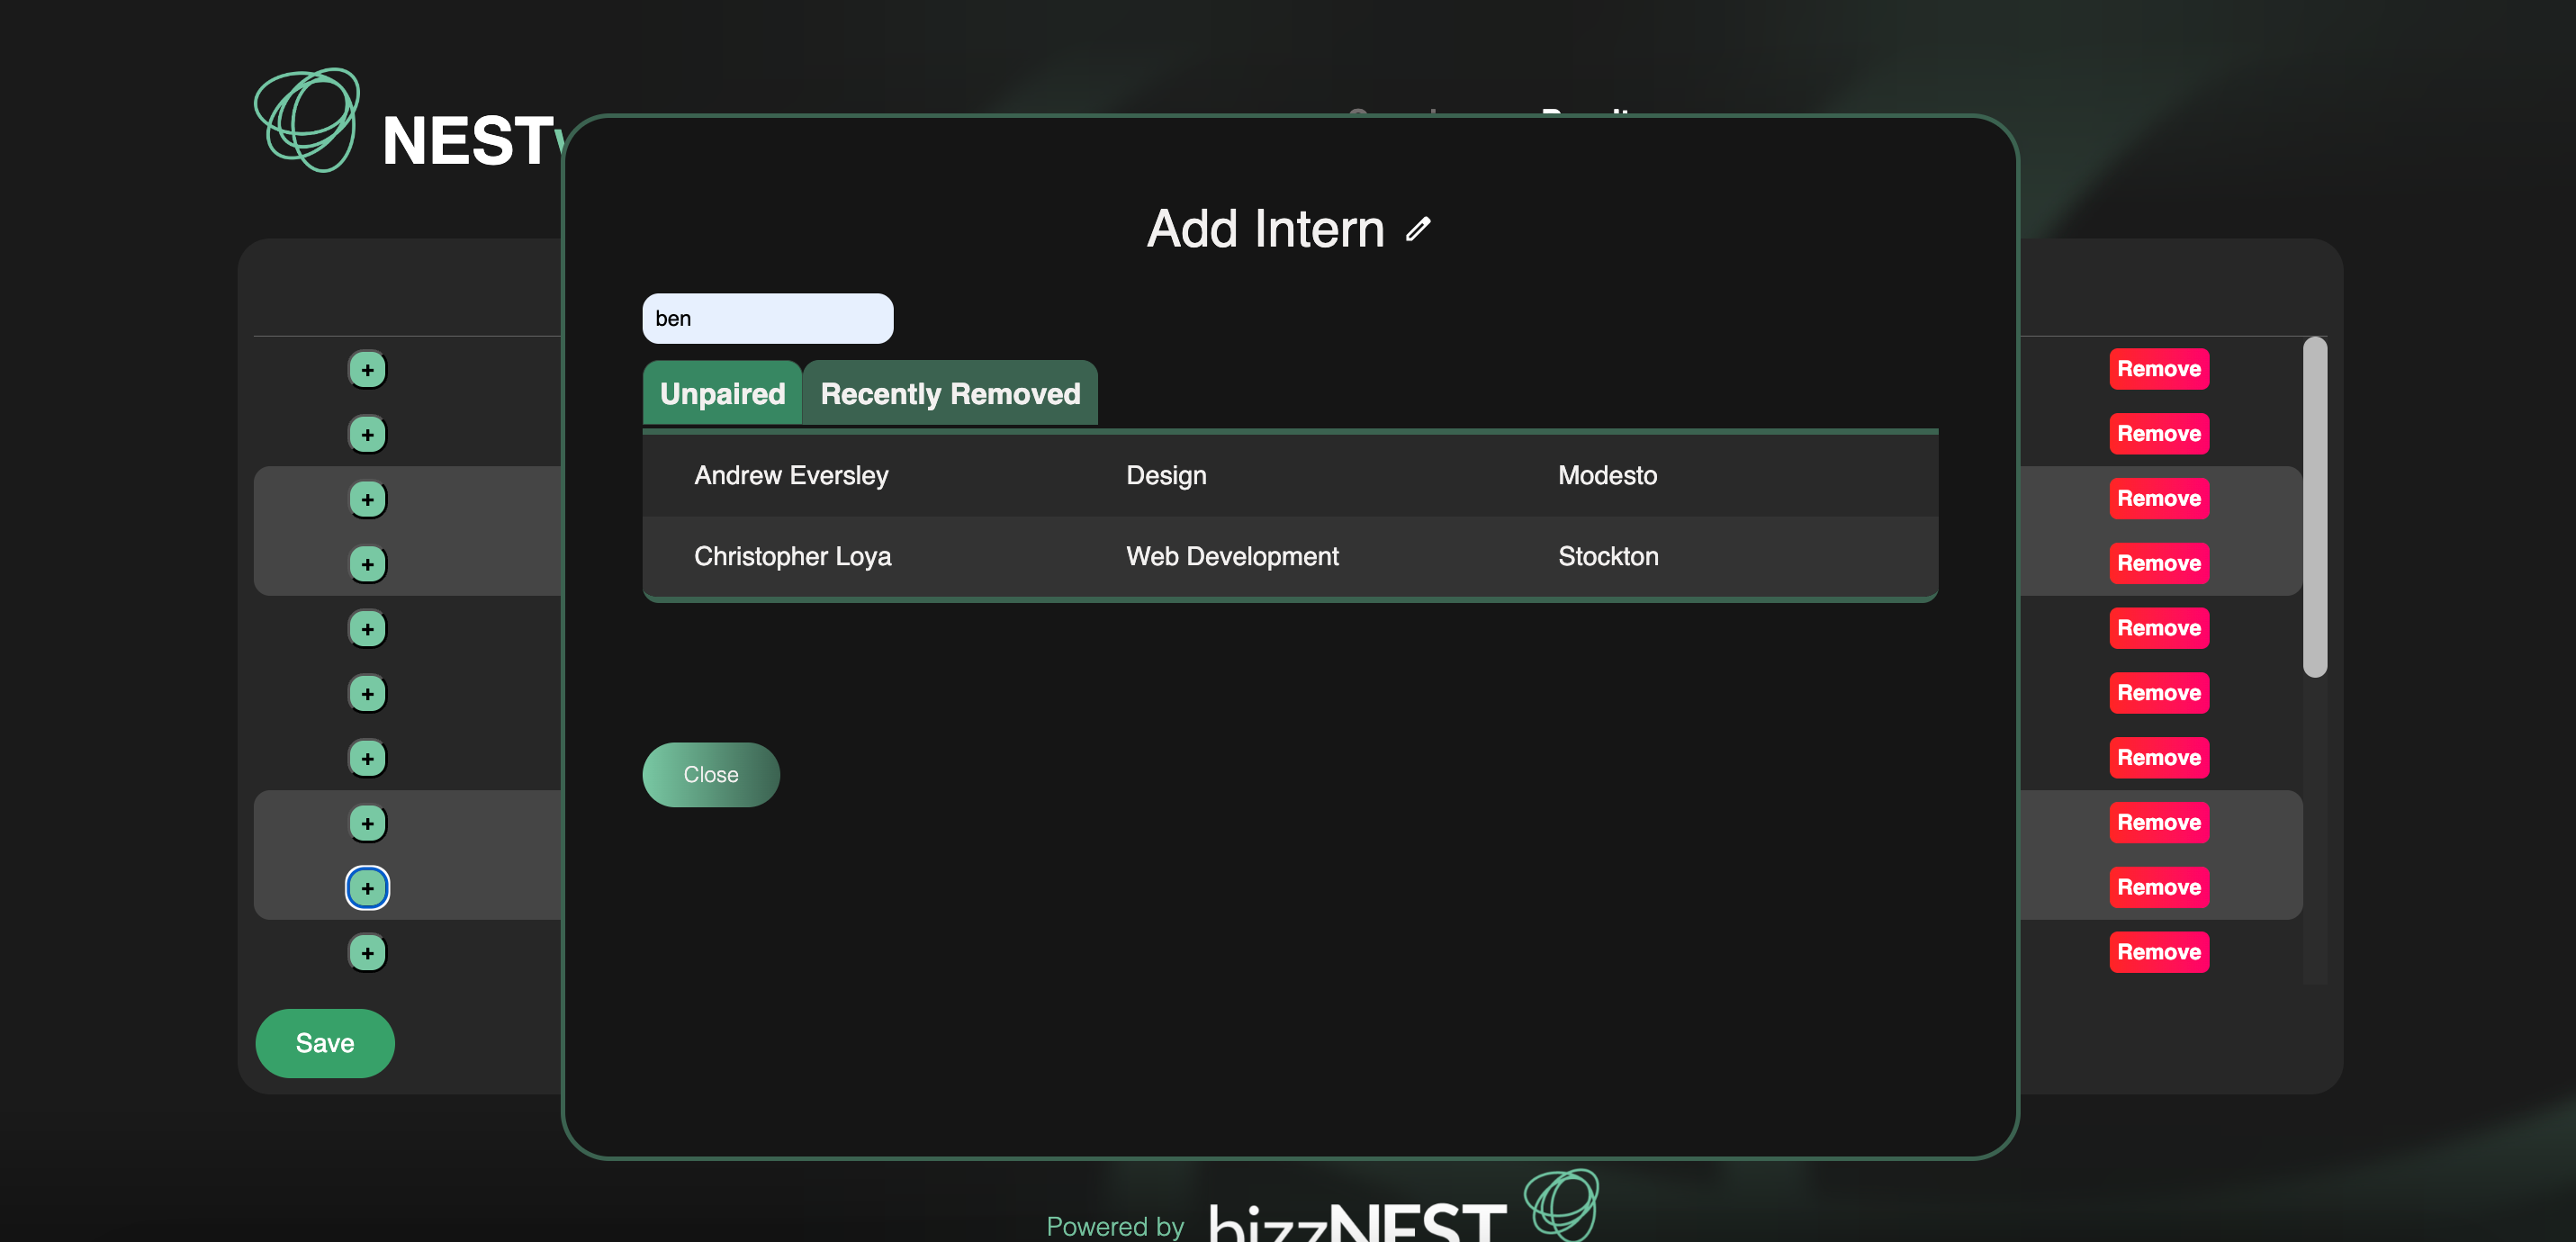 NEST
Add Intern
ben
Unpaired Recently Removed
Andrew Eversley Design Modesto
Christopher Loya Web Development Stockton
Close
+ Remove
+ Remove
+ Remove
+ Remove
+ Remove
+ Remove
+ Remove
+ Remove
+ Remove
+ Remove
Save
Powered by bizzNEST